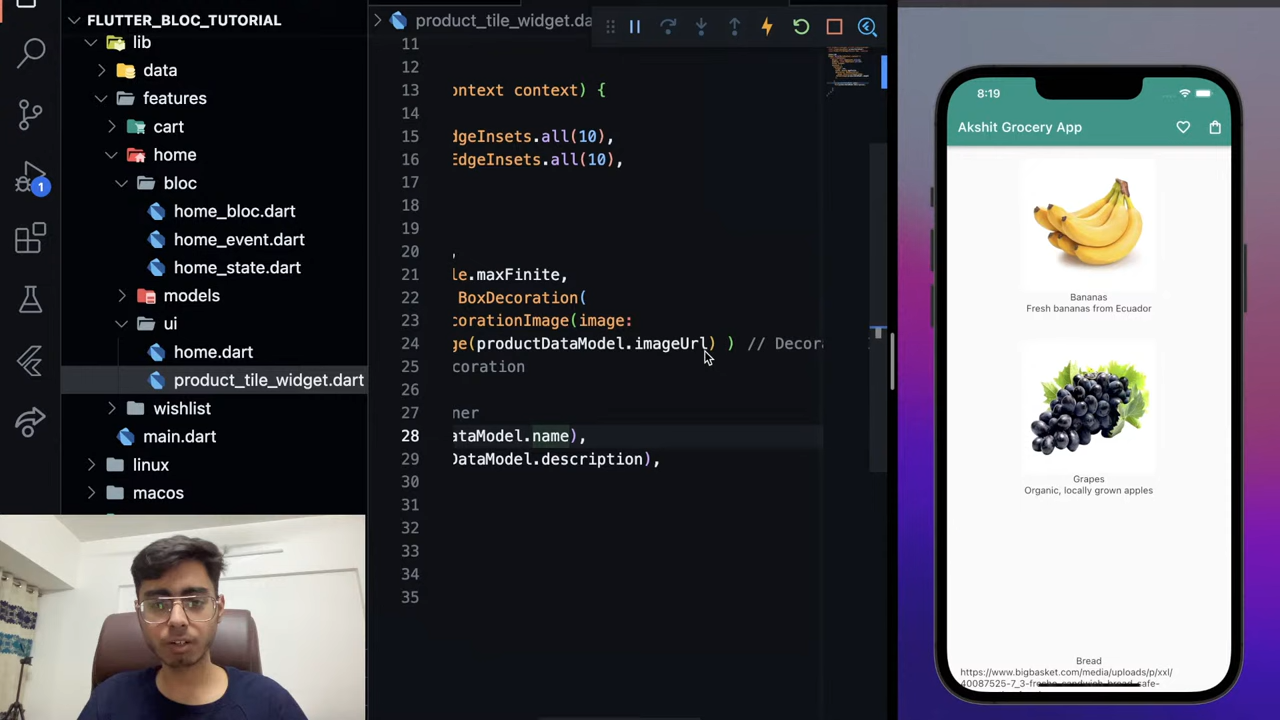 FLUTTER_BLOC_TUTORIAL
lib
data
features
cart
home
bloc
home_bloc.dart
home_event.dart
home_state.dart
models
ui
home.dart
product_tile_widget.dart
wishlist
main.dart
linux
macos
1
product_tile_widget.da
11
12
13 ontext context) {
14
15 dgeInsets.all(10),
16 EdgeInsets.all(10),
17
18
19
20 ,
21 le.maxFinite,
22 BoxDecoration(
23 corationImage(image:
24 ge(productDataModel.imageUrl) ) // Decora
25 coration
26
27 ner
28 ataModel.name),
29 DataModel.description),
30
31
32
33
34
35
8:19
Akshit Grocery App
Bananas
Fresh bananas from Ecuador
Grapes
Organic, locally grown apples
Bread
https://www.bigbasket.com/media/uploads/p/xxl/